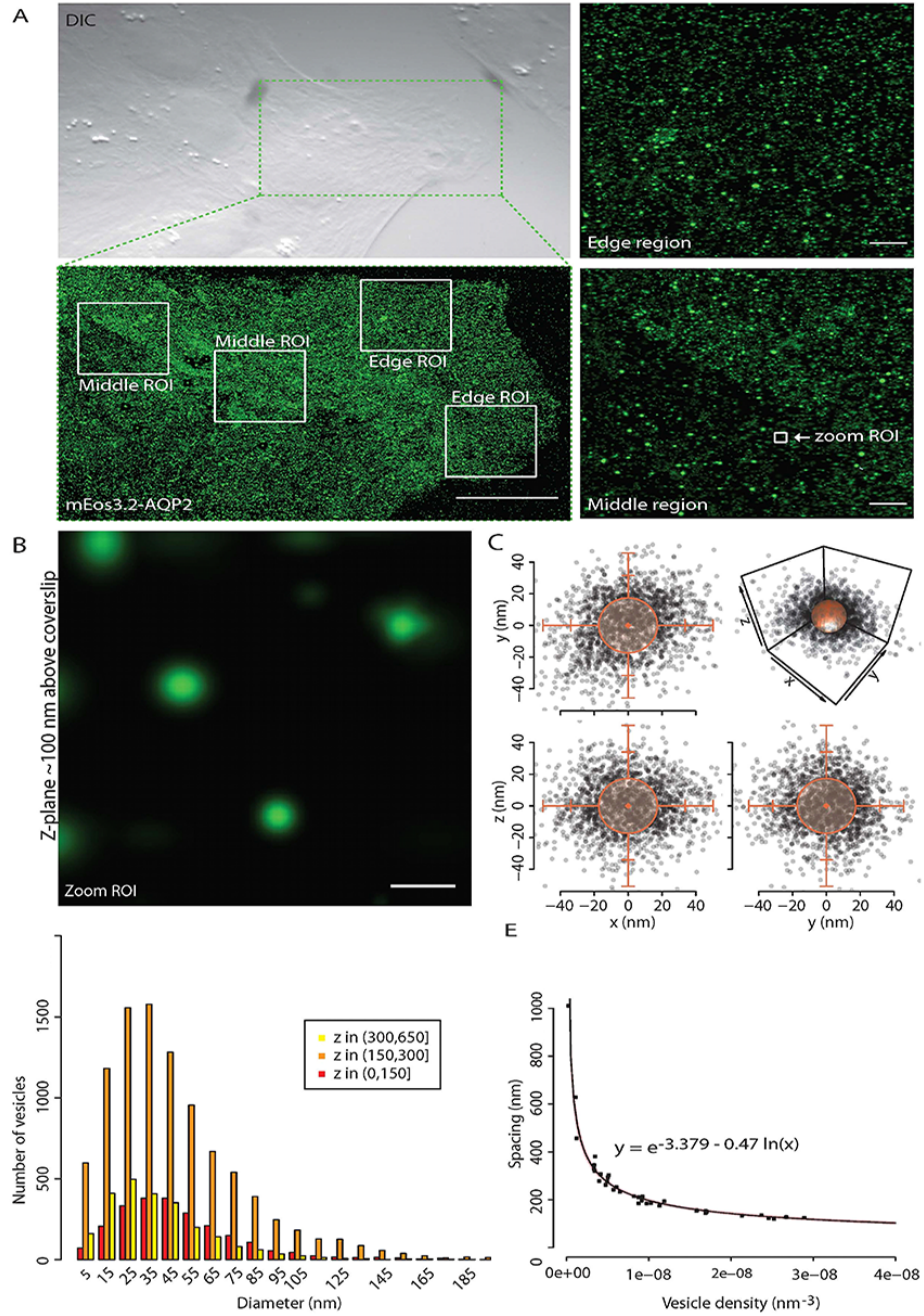 A
DIC
Edge region
Middle ROI
Middle ROI
Edge ROI
Edge ROI
mEos3.2-AQP2
← zoom ROI
Middle region
B
Z-plane ~100 nm above coverslip
Zoom ROI
C
y (nm)
40
20
0
−20
−40
z
x
y
z (nm)
40
20
0
−20
−40
−40 −20 0 20 40
x (nm)
−40 −20 0 20 40
y (nm)
Number of vesicles
1500
1000
500
0
z in (300,650]
z in (150,300]
z in (0,150]
5 15 25 35 45 55 65 75 85 95 105 125 145 165 185
Diameter (nm)
E
Spacing (nm)
1000
800
600
400
200
0
y = e-3.379 - 0.47 ln(x)
0e+00 1e-08 2e-08 3e-08 4e-08
Vesicle density (nm-3)